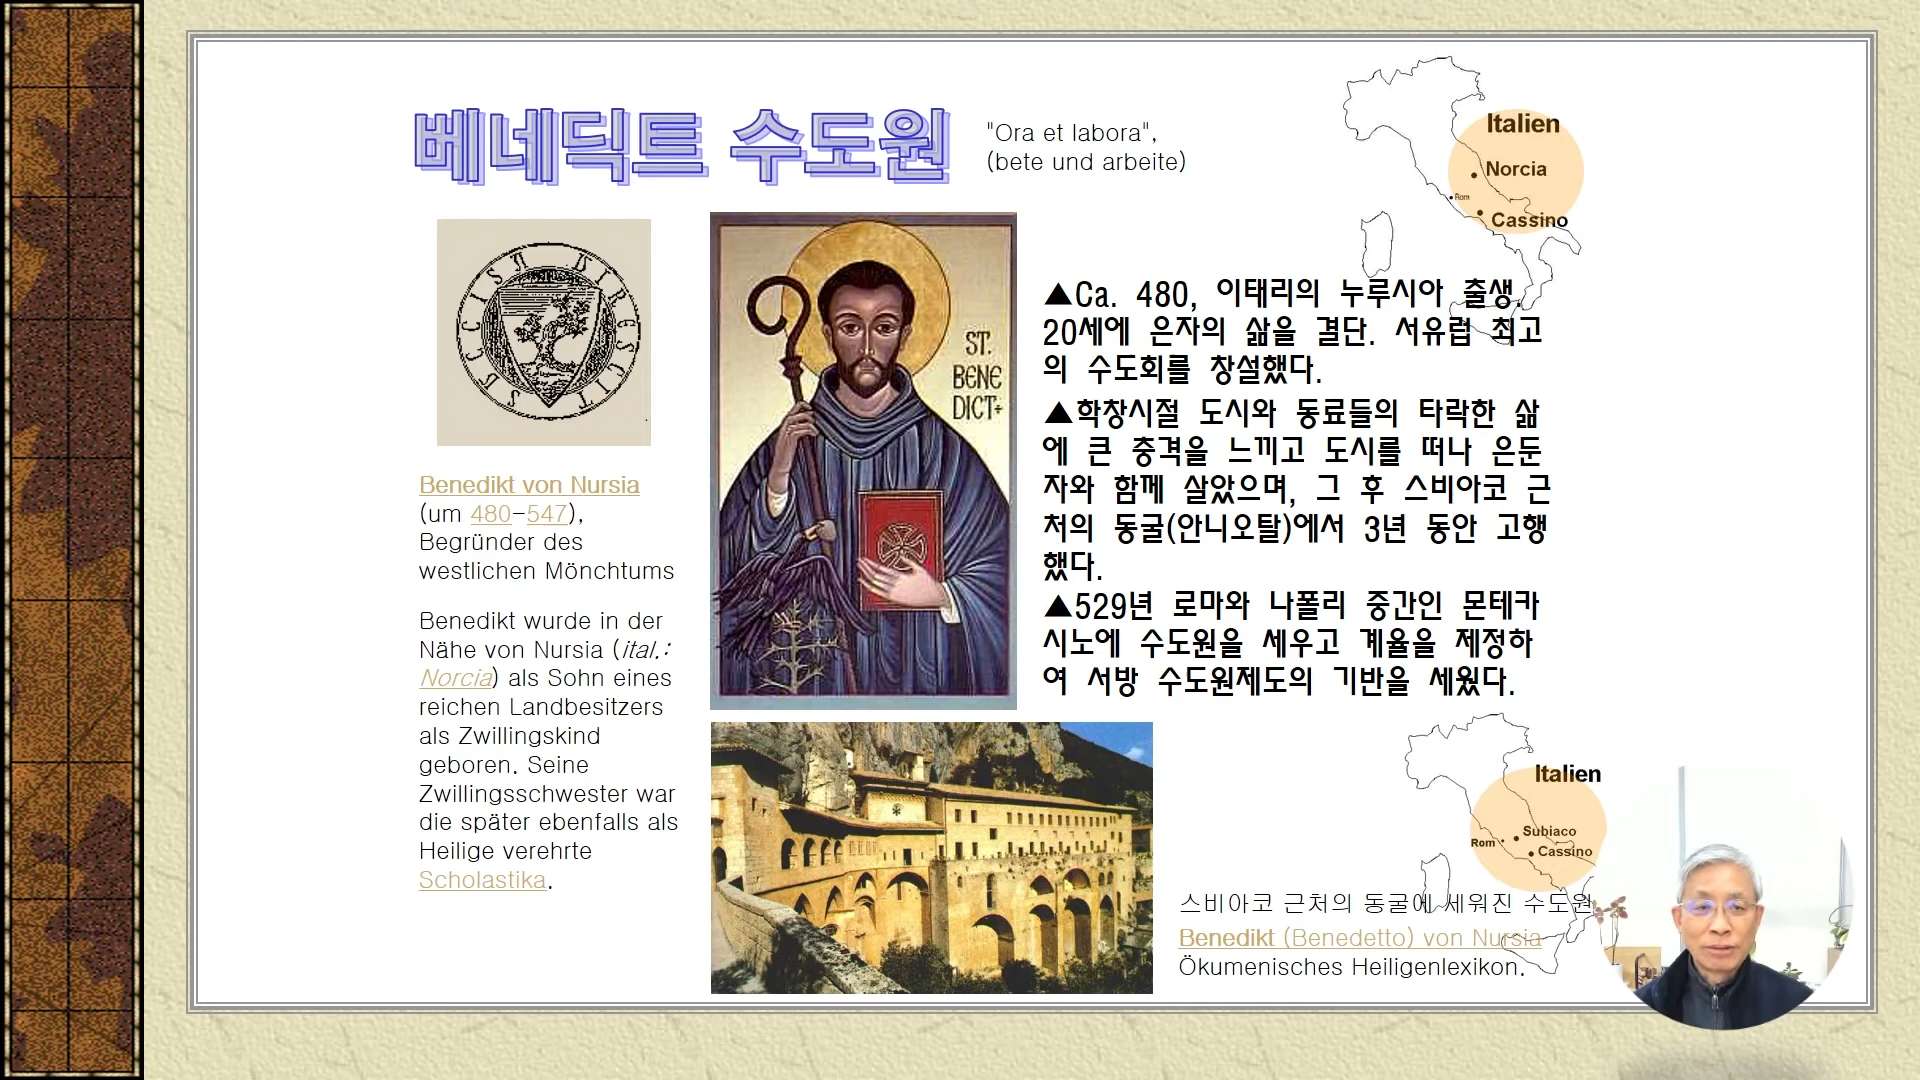 베네딕트 수도원
"Ora et labora",
(bete und arbeite)
Italien
Norcia
Rom
Cassino
ST.
BENE
DICT+
▲Ca. 480, 이태리의 누루시아 출생.
20세에 은자의 삶을 결단. 서유럽 최고
의 수도회를 창설했다.
▲학창시절 도시와 동료들의 타락한 삶
에 큰 충격을 느끼고 도시를 떠나 은둔
자와 함께 살았으며, 그 후 스비아코 근
처의 동굴(안니오탈)에서 3년 동안 고행
했다.
▲529년 로마와 나폴리 중간인 몬테카
시노에 수도원을 세우고 계율을 제정하
여 서방 수도원제도의 기반을 세웠다.
Benedikt von Nursia
(um 480-547),
Begründer des
westlichen Mönchtums
Benedikt wurde in der
Nähe von Nursia (ital.:
Norcia) als Sohn eines
reichen Landbesitzers
als Zwillingskind
geboren. Seine
Zwillingsschwester war
die später ebenfalls als
Heilige verehrte
Scholastika.
Italien
Subiaco
Rom
Cassino
스비아코 근처의 동굴에 세워진 수도원
Benedikt (Benedetto) von Nursia
Ökumenisches Heiligenlexikon.